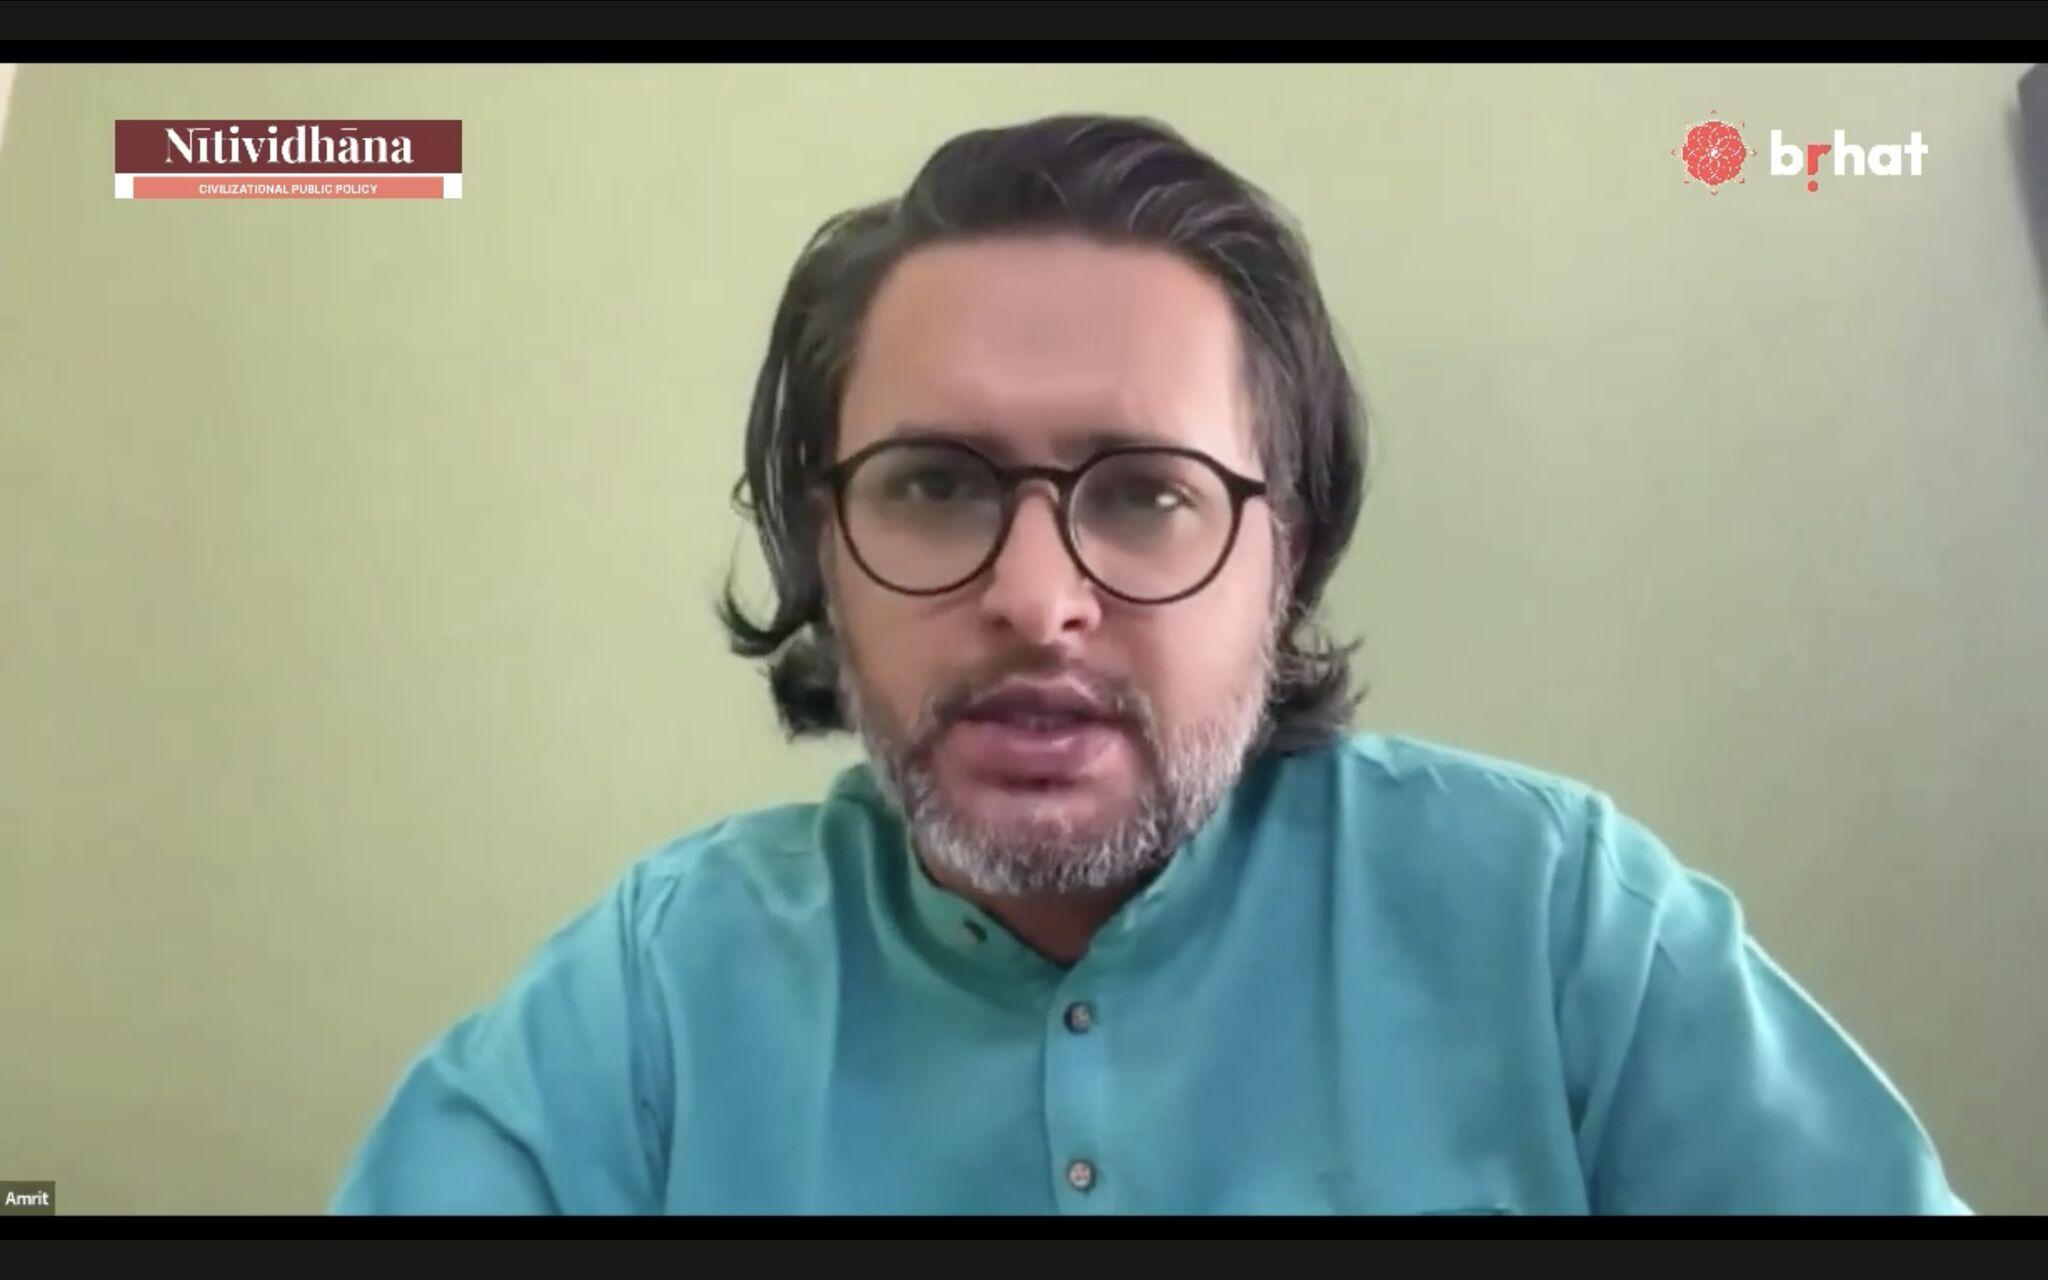 Nītividhāna
CIVILIZATIONAL PUBLIC POLICY
bṛhat
Amrit